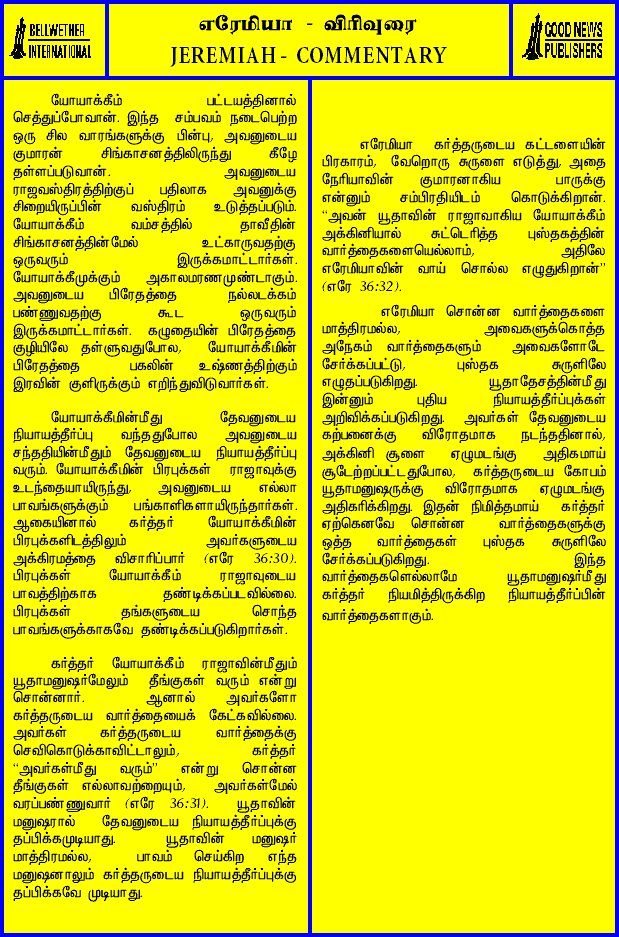 BELLWETHER
INTERNATIONAL
எரேமியா - விரிவுரை
JEREMIAH - COMMENTARY
GOOD NEWS
PUBLISHERS
யோயாக்கீம் பட்டயத்தினால்
செத்துப்போவான். இந்த சம்பவம் நடைபெற்ற
ஒரு சில வாரங்களுக்கு பின்பு, அவனுடைய
குமாரன் சிங்காசனத்திலிருந்து கீழே
தள்ளப்படுவான். அவனுடைய
ராஜவஸ்திரத்திற்குப் பதிலாக அவனுக்கு
சிறையிருப்பின் வஸ்திரம் உடுத்தப்படும்.
யோயாக்கீம் வம்சத்தில் தாவீதின்
சிங்காசனத்தின்மேல் உட்காருவதற்கு
ஒருவரும் இருக்கமாட்டார்கள்.
யோயாக்கீமுக்கும் அகாலமரணமுண்டாகும்.
அவனுடைய பிரேதத்தை நல்லடக்கம்
பண்ணுவதற்கு கூட ஒருவரும்
இருக்கமாட்டார்கள். கழுதையின் பிரேதத்தை
குழியிலே தள்ளுவதுபோல, யோயாக்கீமின்
பிரேதத்தை பகலின் உஷ்ணத்திற்கும்
இரவின் குளிருக்கும் எறிந்துவிடுவார்கள்.
யோயாக்கீமின்மீது தேவனுடைய
நியாயத்தீர்ப்பு வந்ததுபோல அவனுடைய
சந்ததியின்மீதும் தேவனுடைய நியாயத்தீர்ப்பு
வரும். யோயாக்கீமின் பிரபுக்கள் ராஜாவுக்கு
உடந்தையாயிருந்து, அவனுடைய எல்லா
பாவங்களுக்கும் பங்காளிகளாயிருந்தார்கள்.
ஆகையினால் கர்த்தர் யோயாக்கீமின்
பிரபுக்களிடத்திலும் அவர்களுடைய
அக்கிரமத்தை விசாரிப்பார் (எரே 36:30).
பிரபுக்கள் யோயாக்கீம் ராஜாவுடைய
பாவத்திற்காக தண்டிக்கப்படவில்லை.
பிரபுக்கள் தங்களுடைய சொந்த
பாவங்களுக்காகவே தண்டிக்கப்படுகிறார்கள்.
கர்த்தர் யோயாக்கீம் ராஜாவின்மீதும்
யூதாமனுஷர்மேலும் தீங்குகள் வரும் என்று
சொன்னார். ஆனால் அவர்களோ
கர்த்தருடைய வார்த்தையைக் கேட்கவில்லை.
அவர்கள் கர்த்தருடைய வார்த்தைக்கு
செவிகொடுக்காவிட்டாலும், கர்த்தர்
“அவர்கள்மீது வரும்” என்று சொன்ன
தீங்குகள் எல்லாவற்றையும், அவர்கள்மேல்
வரப்பண்ணுவார் (எரே 36:31). யூதாவின்
மனுஷரால் தேவனுடைய நியாயத்தீர்ப்புக்கு
தப்பிக்கமுடியாது. யூதாவின் மனுஷர்
மாத்திரமல்ல, பாவம் செய்கிற எந்த
மனுஷனாலும் கர்த்தருடைய நியாயத்தீர்ப்புக்கு
தப்பிக்கவே முடியாது.
எரேமியா கர்த்தருடைய கட்டளையின்
பிரகாரம், வேறொரு சுருளை எடுத்து, அதை
நேரியாவின் குமாரனாகிய பாருக்கு
என்னும் சம்பிரதியிடம் கொடுக்கிறான்.
“அவன் யூதாவின் ராஜாவாகிய யோயாக்கீம்
அக்கினியால் சுட்டெரித்த புஸ்தகத்தின்
வார்த்தைகளையெல்லாம், அதிலே
எரேமியாவின் வாய் சொல்ல எழுதுகிறான்”
(எரே 36:32).
எரேமியா சொன்ன வார்த்தைகளை
மாத்திரமல்ல, அவைகளுக்கொத்த
அநேகம் வார்த்தைகளும் அவைகளோடே
சேர்க்கப்பட்டு, புஸ்தக சுருளிலே
எழுதப்படுகிறது. யூதாதேசத்தின்மீது
இன்னும் புதிய நியாயத்தீர்ப்புக்கள்
அறிவிக்கப்படுகிறது. அவர்கள் தேவனுடைய
கற்பனைக்கு விரோதமாக நடந்ததினால்,
அக்கினி சூளை ஏழுமடங்கு அதிகமாய்
சூடேற்றப்பட்டதுபோல, கர்த்தருடைய கோபம்
யூதாமனுஷருக்கு விரோதமாக ஏழுமடங்கு
அதிகரிக்கிறது. இதன் நிமித்தமாய் கர்த்தர்
ஏற்கெனவே சொன்ன வார்த்தைகளுக்கு
ஒத்த வார்த்தைகள் புஸ்தக சுருளிலே
சேர்க்கப்படுகிறது. இந்த
வார்த்தைகளெல்லாமே யூதாமனுஷர்மீது
கர்த்தர் நியமித்திருக்கிற நியாயத்தீர்ப்பின்
வார்த்தைகளாகும்.